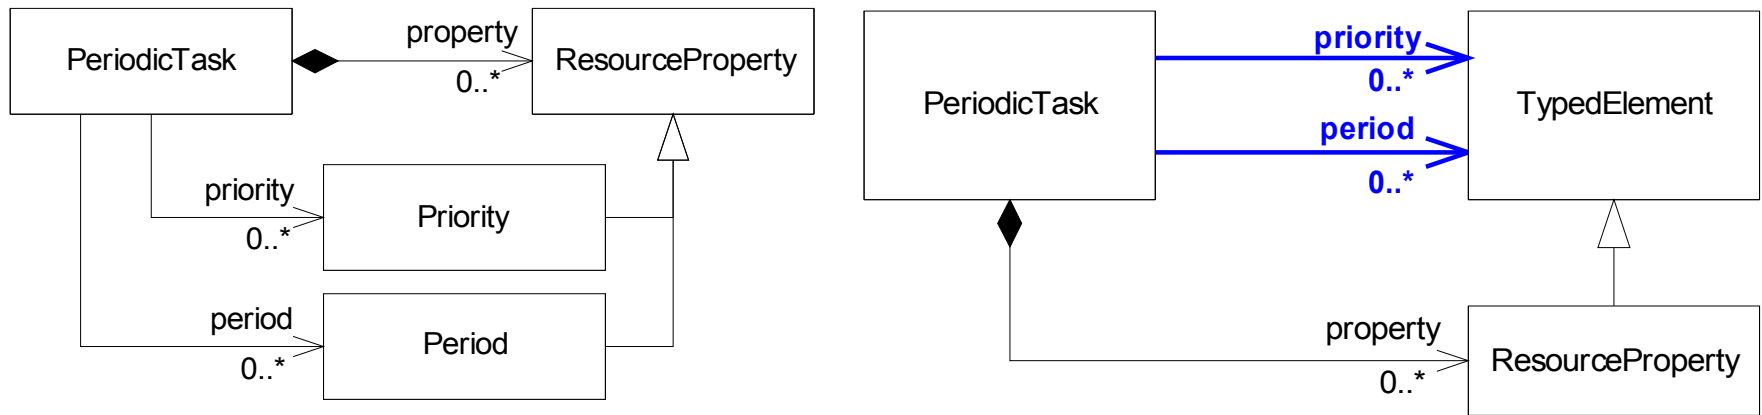 property
PeriodicTask
ResourceProperty
0..*
priority
Priority
0..*
period
Period
0..*
priority
0..*
PeriodicTask
TypedElement
period
0..*
property
ResourceProperty
0..*